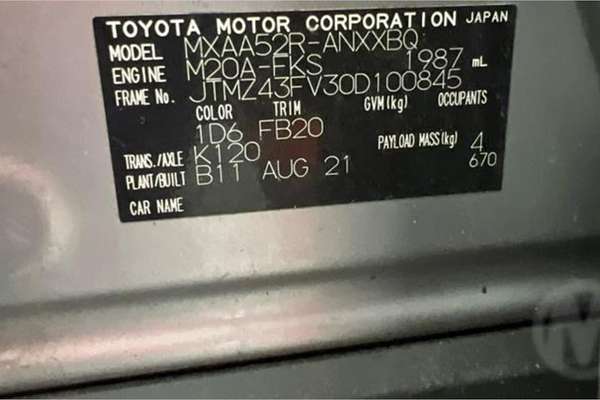 TOYOTA MOTOR CORPORATION JAPAN
MODEL MXAA52R-ANXXBQ
ENGINE M20A-FKS 1987 mL
FRAME No. JTMZ43FV30D100845
COLOR TRIM GVM(kg) OCCUPANTS
1D6 FB20
TRANS./AXLE K120 PAYLOAD MASS(kg) 4
PLANT/BUILT B11 AUG 21 670
CAR NAME